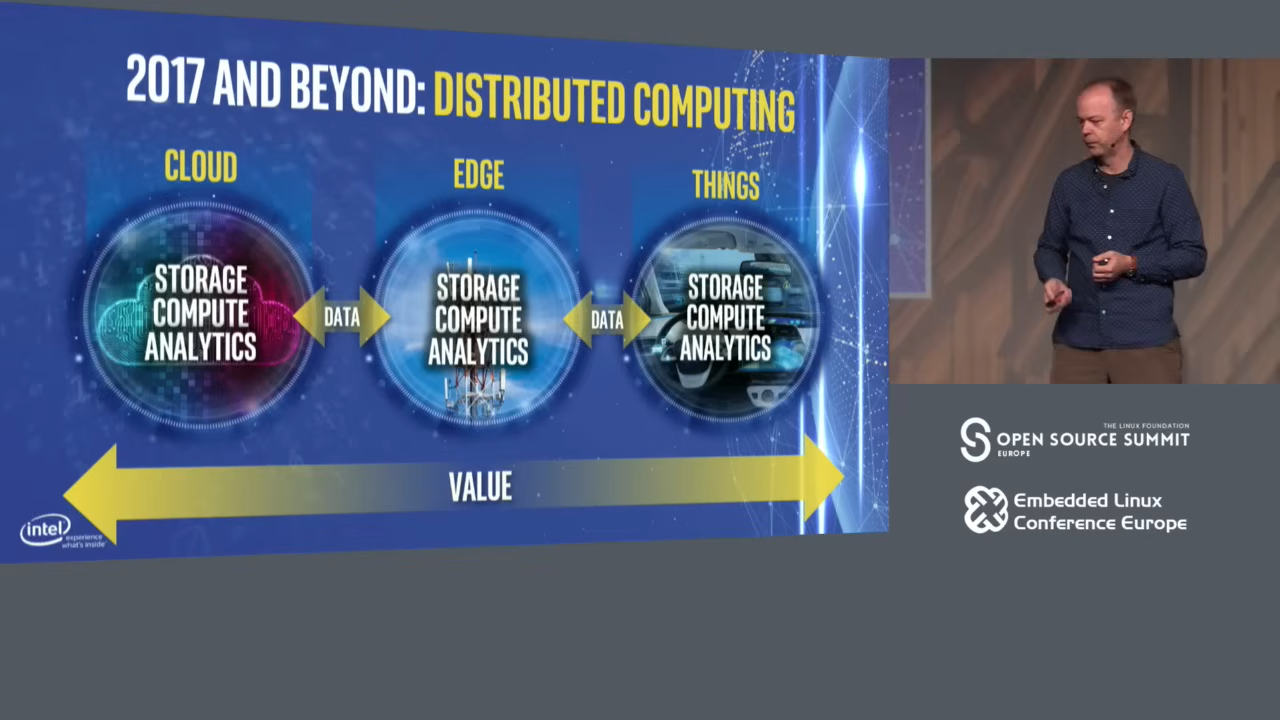 2017 AND BEYOND: DISTRIBUTED COMPUTING
CLOUD
EDGE
THINGS
STORAGE
COMPUTE
ANALYTICS
DATA
STORAGE
COMPUTE
ANALYTICS
DATA
STORAGE
COMPUTE
ANALYTICS
VALUE
intel
experience
what's inside
THE LINUX FOUNDATION
OPEN SOURCE SUMMIT
EUROPE
Embedded Linux
Conference Europe